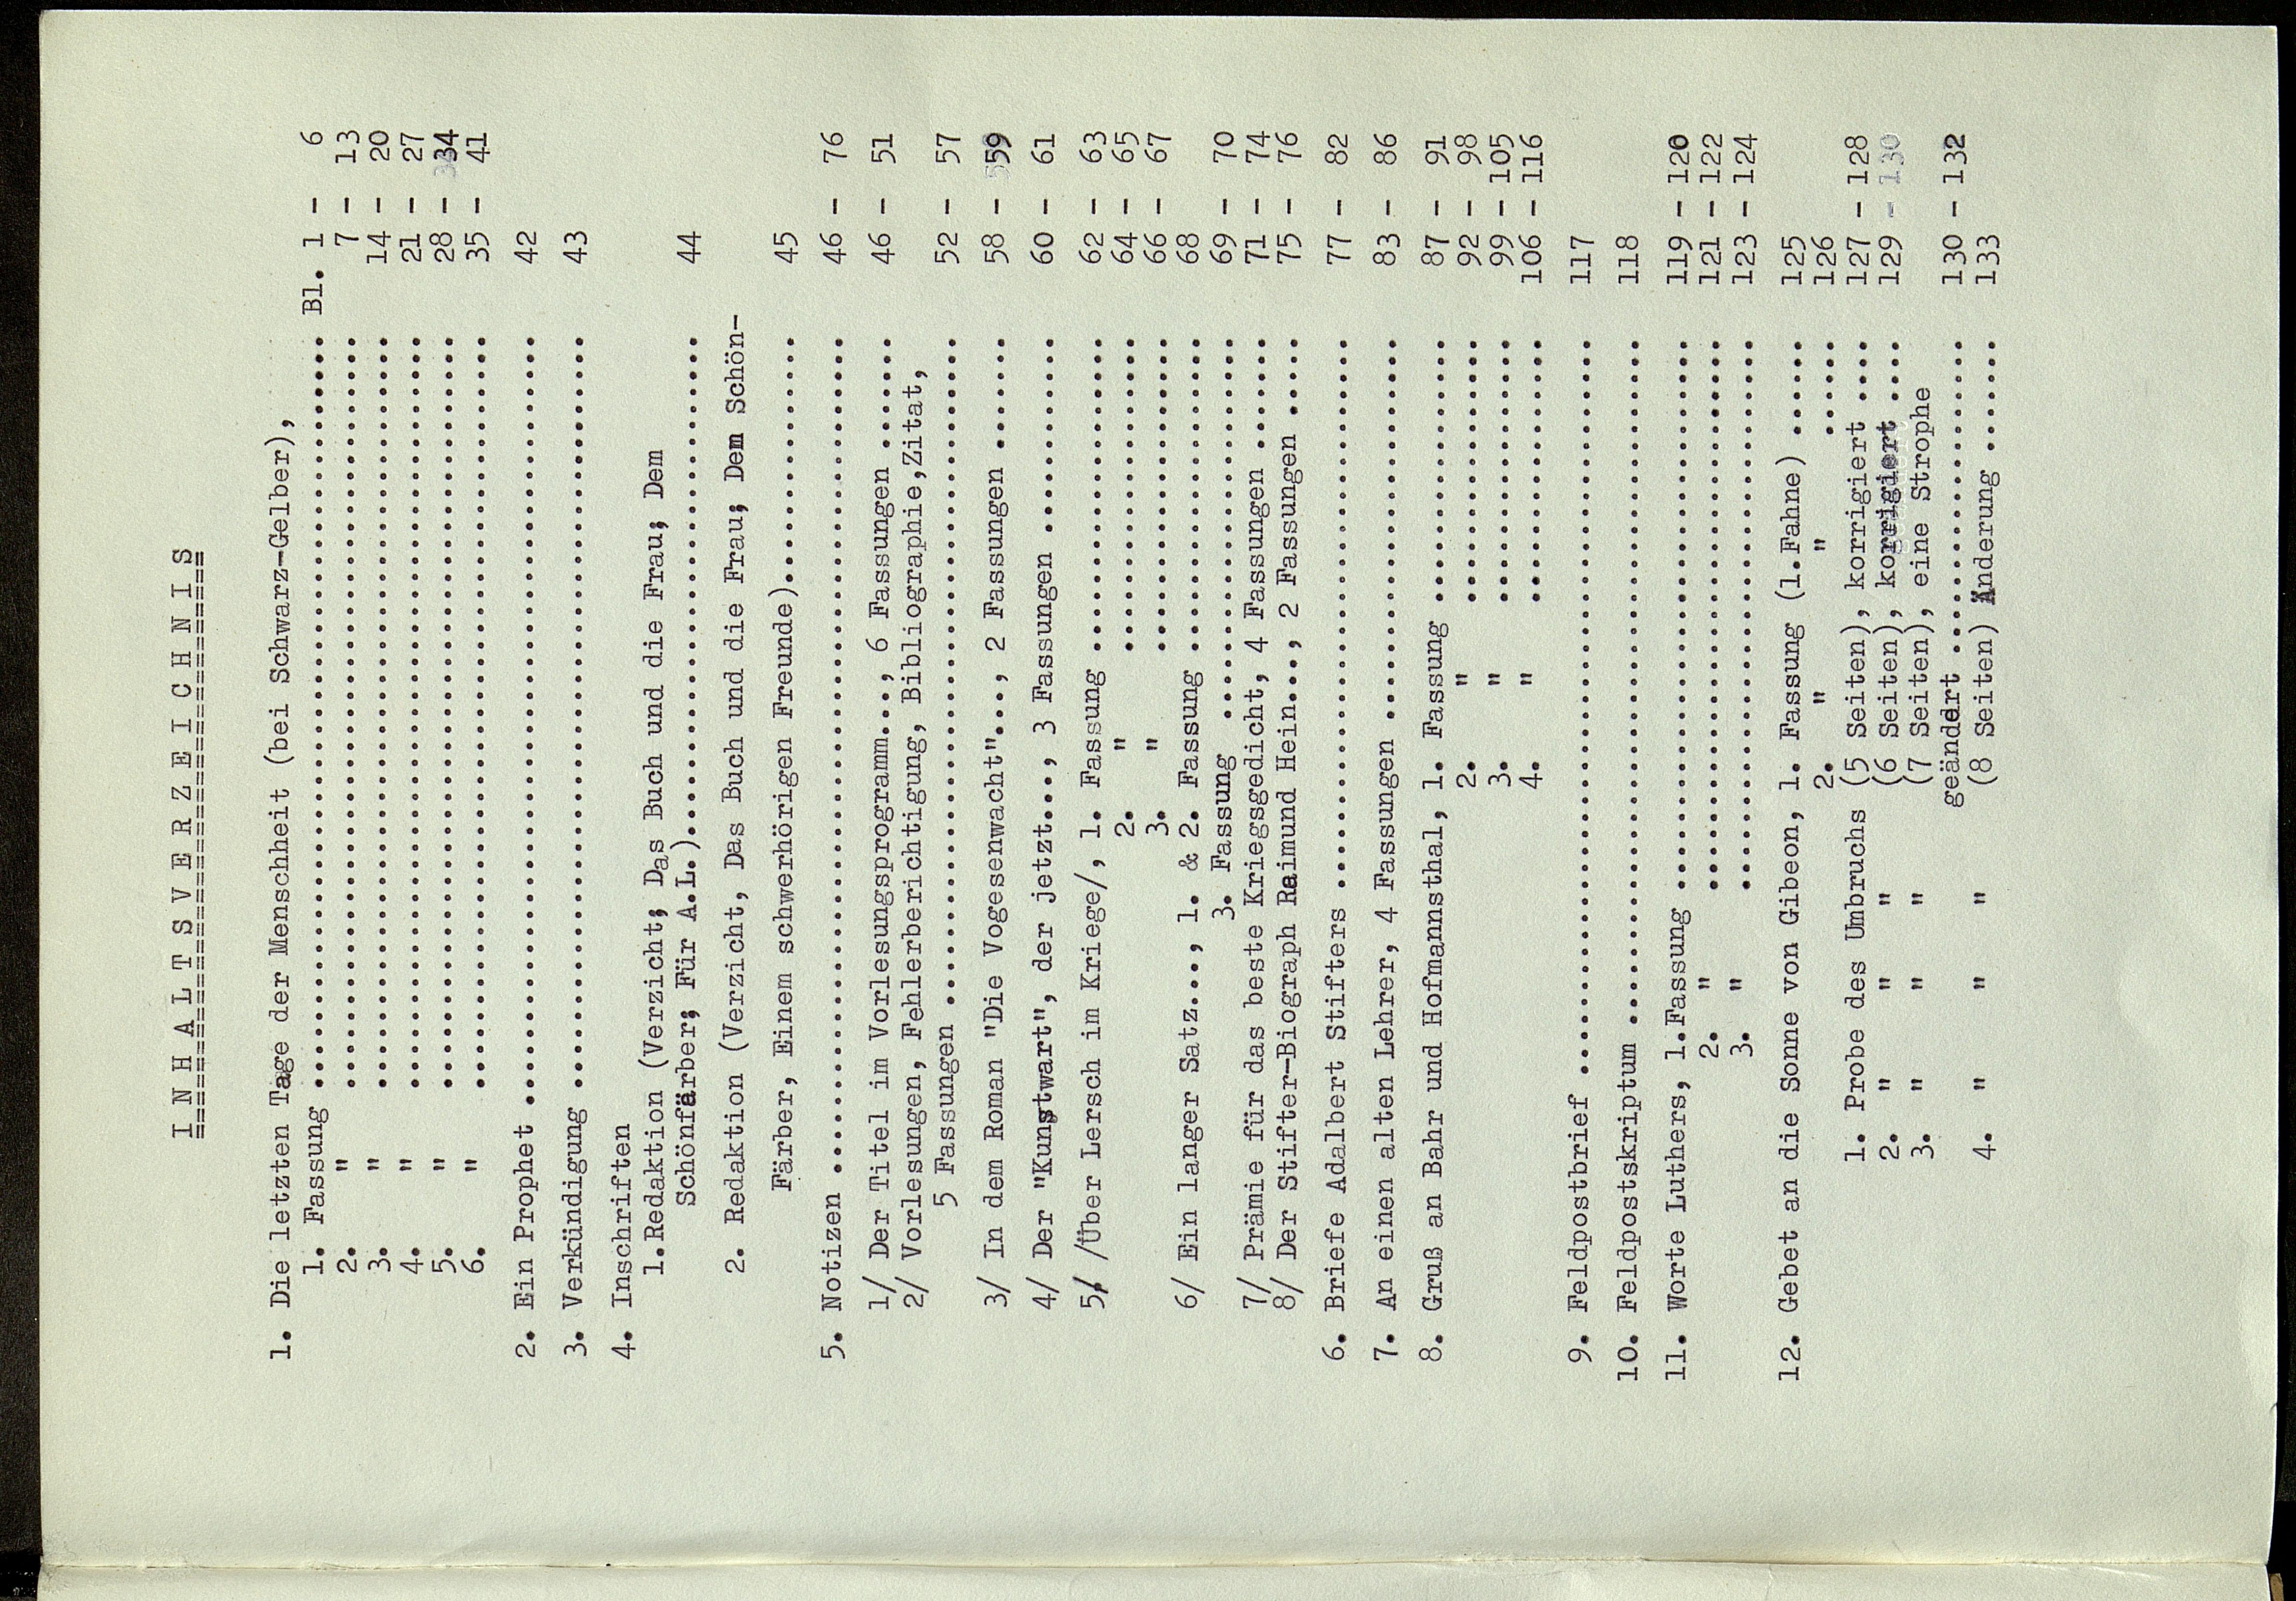 I N H A L T S V E R Z E I C H N I S
1. Die letzten Tage der Menschheit (bei Schwarz-Gelber),
1. Fassung .................................... Bl. 1 - 6
2. " .................................... 7 - 13
3. " .................................... 14 - 20
4. " .................................... 21 - 27
5. " .................................... 28 - 34
6. " .................................... 35 - 41
2. Ein Prophet .................................... 42
3. Verkündigung .................................... 43
4. Inschriften
1.Redaktion (Verzicht; Das Buch und die Frau; Dem
Schönfärber; Für A.L.)........................ 44
2. Redaktion (Verzicht, Das Buch und die Frau; Dem Schön-
Färber, Einem schwerhörigen Freunde)............ 45
5. Notizen .................................... 46 - 76
1/ Der Titel im Vorlesungsprogramm..., 6 Fassungen ....... 46 - 51
2/ Vorlesungen, Fehlerberichtigung, Bibliographie,Zitat,
5 Fassungen .................................... 52 - 57
3/ In dem Roman "Die Vogesenwacht"..., 2 Fassungen ....... 58 - 59
4/ Der "Kunstwart", der jetzt..., 3 Fassungen ............ 60 - 61
5/ /Über Lersch im Kriege/, 1. Fassung .................... 62 - 63
2. " .................... 64 - 65
3. " .................... 66 - 67
6/ Ein langer Satz..., 1. & 2. Fassung .................... 68
3. Fassung ........................ 69 - 70
7/ Prämie für das beste Kriegsgedicht, 4 Fassungen ....... 71 - 74
8/ Der Stifter-Biograph Raimund Hein..., 2 Fassungen ..... 75 - 76
6. Briefe Adalbert Stifters .................................... 77 - 82
7. An einen alten Lehrer, 4 Fassungen ........................ 83 - 86
8. Gruß an Bahr und Hofmannsthal, 1. Fassung ................. 87 - 91
2. " ................. 92 - 98
3. " ................. 99 - 105
4. " ................. 106 - 116
9. Feldpostbrief .................................... 117
10. Feldpostskriptum .................................... 118
11. Worte Luthers, 1.Fassung .................................... 119 - 120
2. " .................................... 121 - 122
3. " .................................... 123 - 124
12. Gebet an die Sonne von Gibeon, 1. Fassung (1.Fahne) ...... 125
2. " " ...... 126
1. Probe des Umbruchs (5 Seiten), korrigiert .... 127 - 128
2. " " " (6 Seiten), korrigiert .... 129 - 130
3. " " " (7 Seiten), eine Strophe
geändert .................... 130 - 132
4. " " " (8 Seiten) Änderung ....... 133